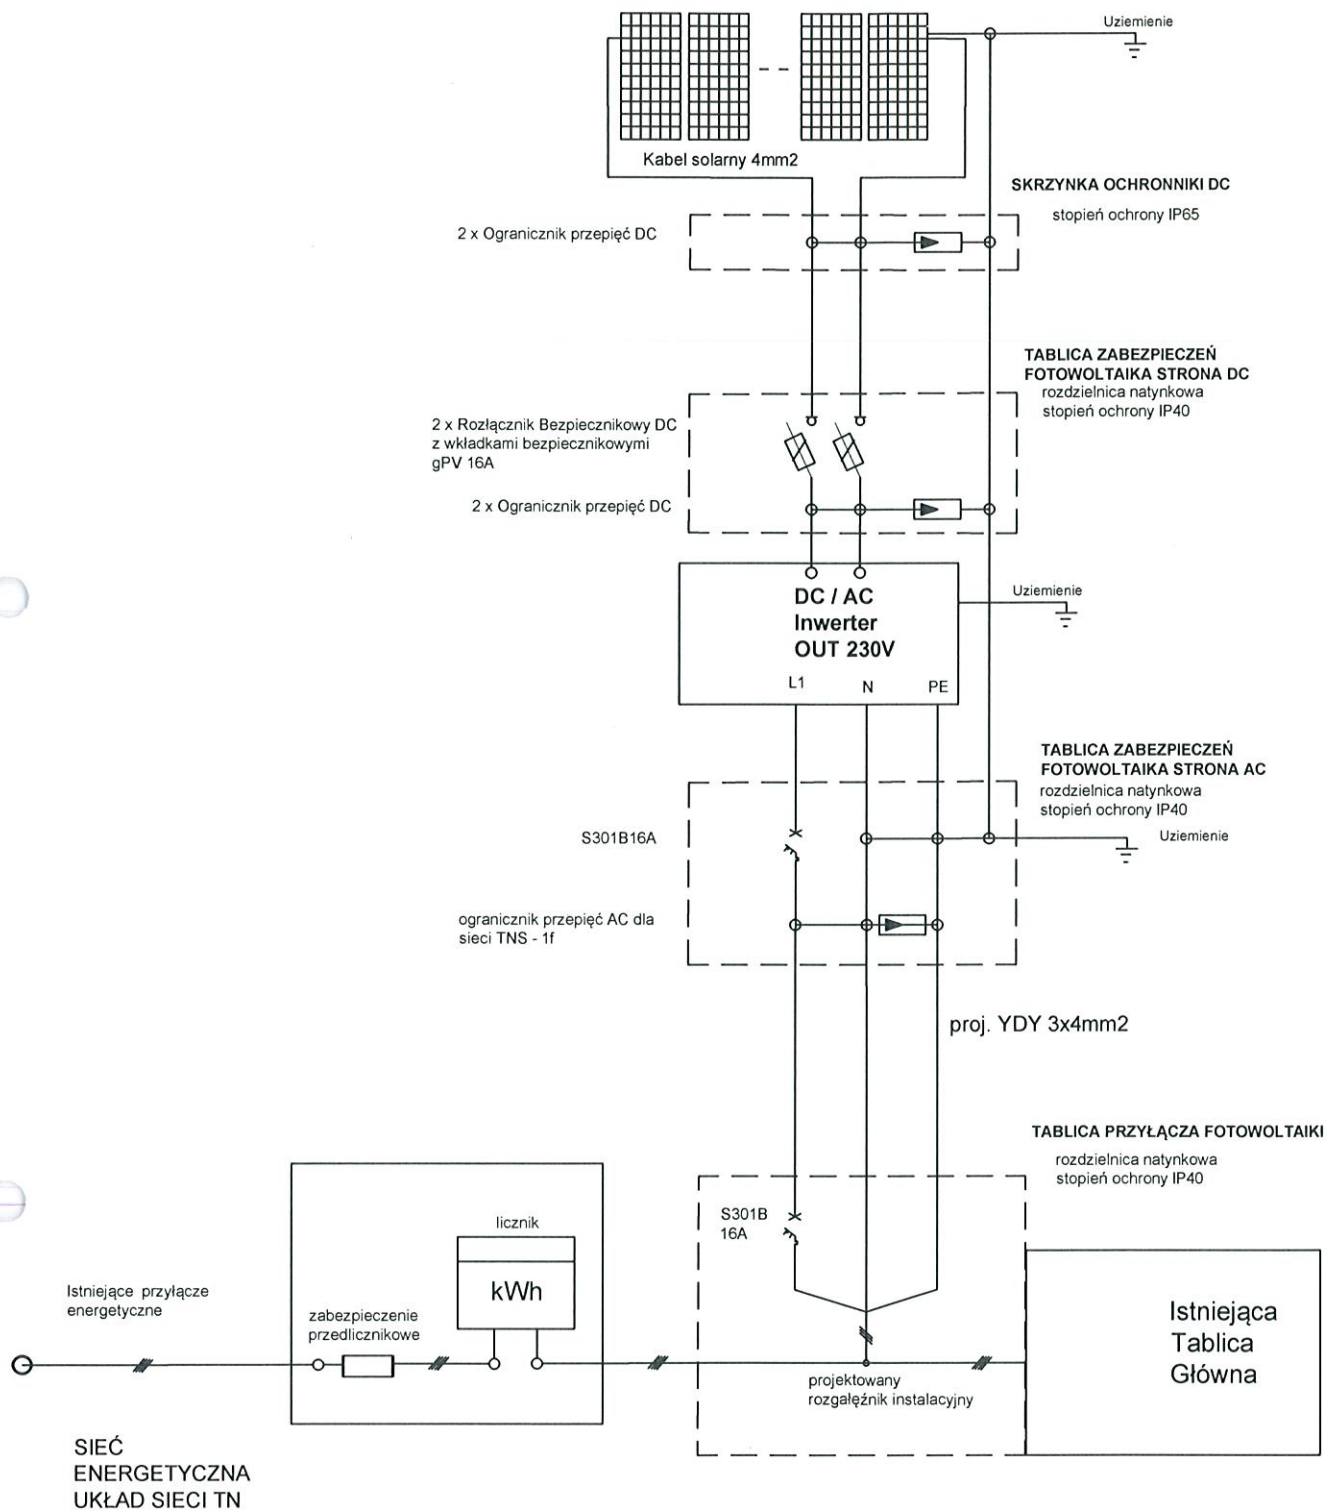 Uziemienie
Kabel solarny 4mm2
SKRZYNKA OCHRONNIKI DC
stopień ochrony IP65
2 x Ogranicznik przepięć DC
TABLICA ZABEZPIECZEŃ
FOTOWOLTAIKA STRONA DC
rozdzielnica natynkowa
stopień ochrony IP40
2 x Rozłącznik Bezpiecznikowy DC
z wkładkami bezpiecznikowymi
gPV 16A
2 x Ogranicznik przepięć DC
DC / AC
Inwerter
OUT 230V
L1 N PE
Uziemienie
TABLICA ZABEZPIECZEŃ
FOTOWOLTAIKA STRONA AC
rozdzielnica natynkowa
stopień ochrony IP40
S301B16A
Uziemienie
ogranicznik przepięć AC dla
sieci TNS - 1f
proj. YDY 3x4mm2
TABLICA PRZYŁĄCZA FOTOWOLTAIKI
rozdzielnica natynkowa
stopień ochrony IP40
S301B
16A
licznik
kWh
Istniejące przyłącze
energetyczne
zabezpieczenie
przedlicznikowe
projektowany
rozgałęźnik instalacyjny
Istniejąca
Tablica
Główna
SIEĆ
ENERGETYCZNA
UKŁAD SIECI TN